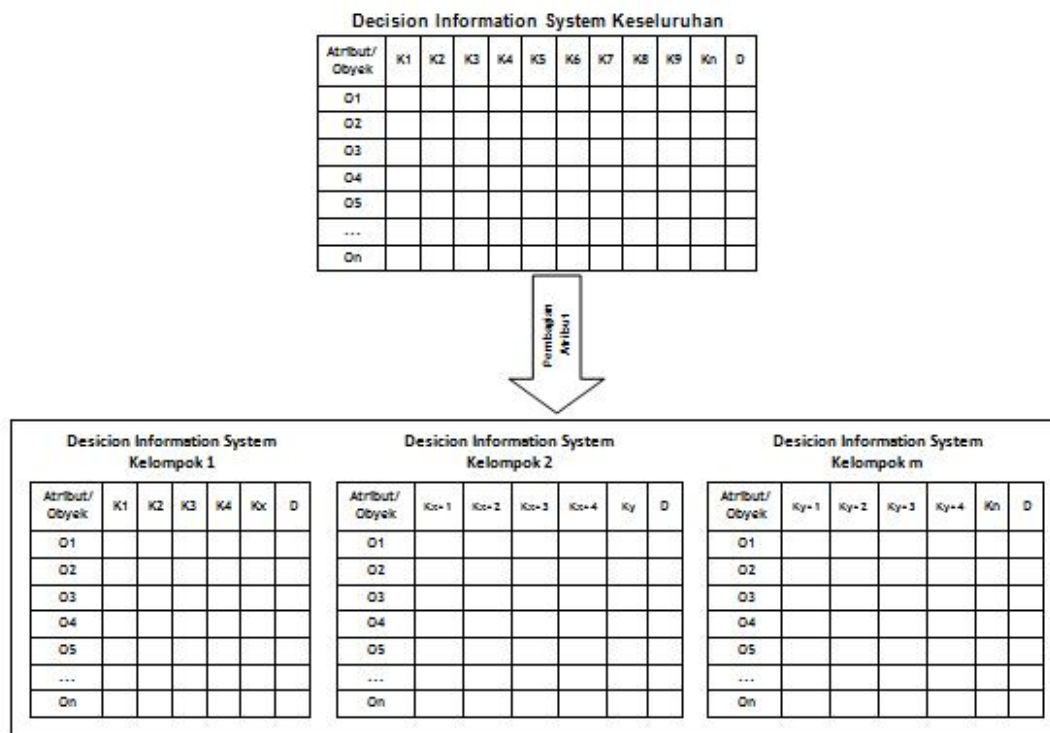 Decision Information System Keseluruhan
Atribut/ Obyek K1 K2 K3 K4 K5 K6 K7 K8 K9 Kn D
O1
O2
O3
O4
O5
...
On
Pembagian
Atribut
Desicion Information System
Kelompok 1
Atribut/ Obyek K1 K2 K3 K4 Kx D
O1
O2
O3
O4
O5
...
On
Desicion Information System
Kelompok 2
Atribut/ Obyek Kx+1 Kx+2 Kx+3 Kx+4 Ky D
O1
O2
O3
O4
O5
...
On
Desicion Information System
Kelompok m
Atribut/ Obyek Ky+1 Ky+2 Ky+3 Ky+4 Kn D
O1
O2
O3
O4
O5
...
On